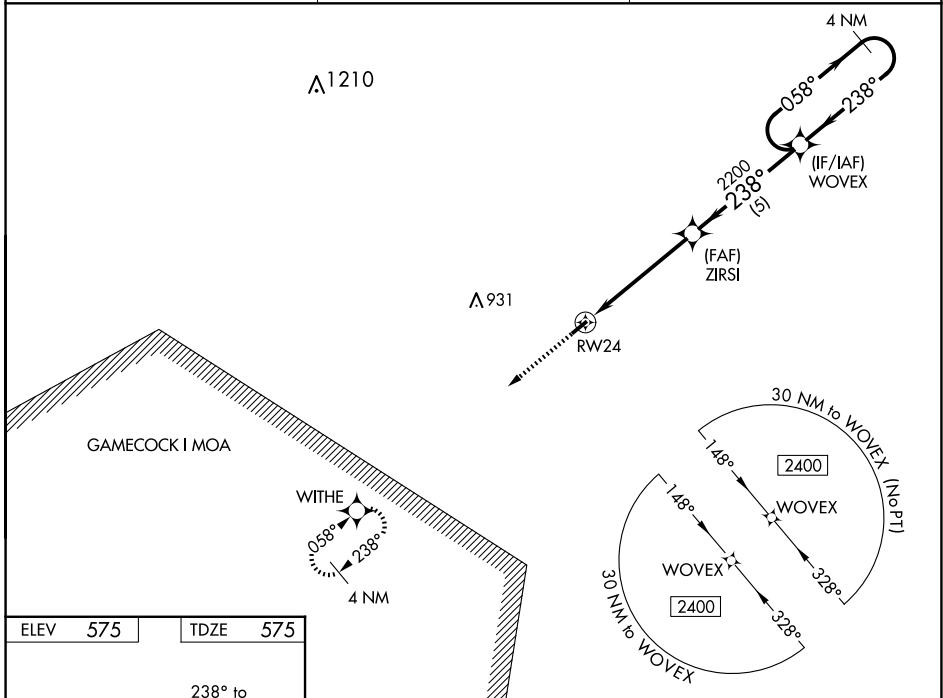 4 NM
1210
058°
238°
(IF/IAF)
WOVEX
2200
238°
(5)
(FAF)
ZIRSI
931
RW24
GAMECOCK I MOA
30 NM to WOVEX (NoPT)
148°
2400
WOVEX
328°
WITHE
058°
238°
4 NM
148°
WOVEX
2400
328°
30 NM to WOVEX
ELEV 575
TDZE 575
238° to